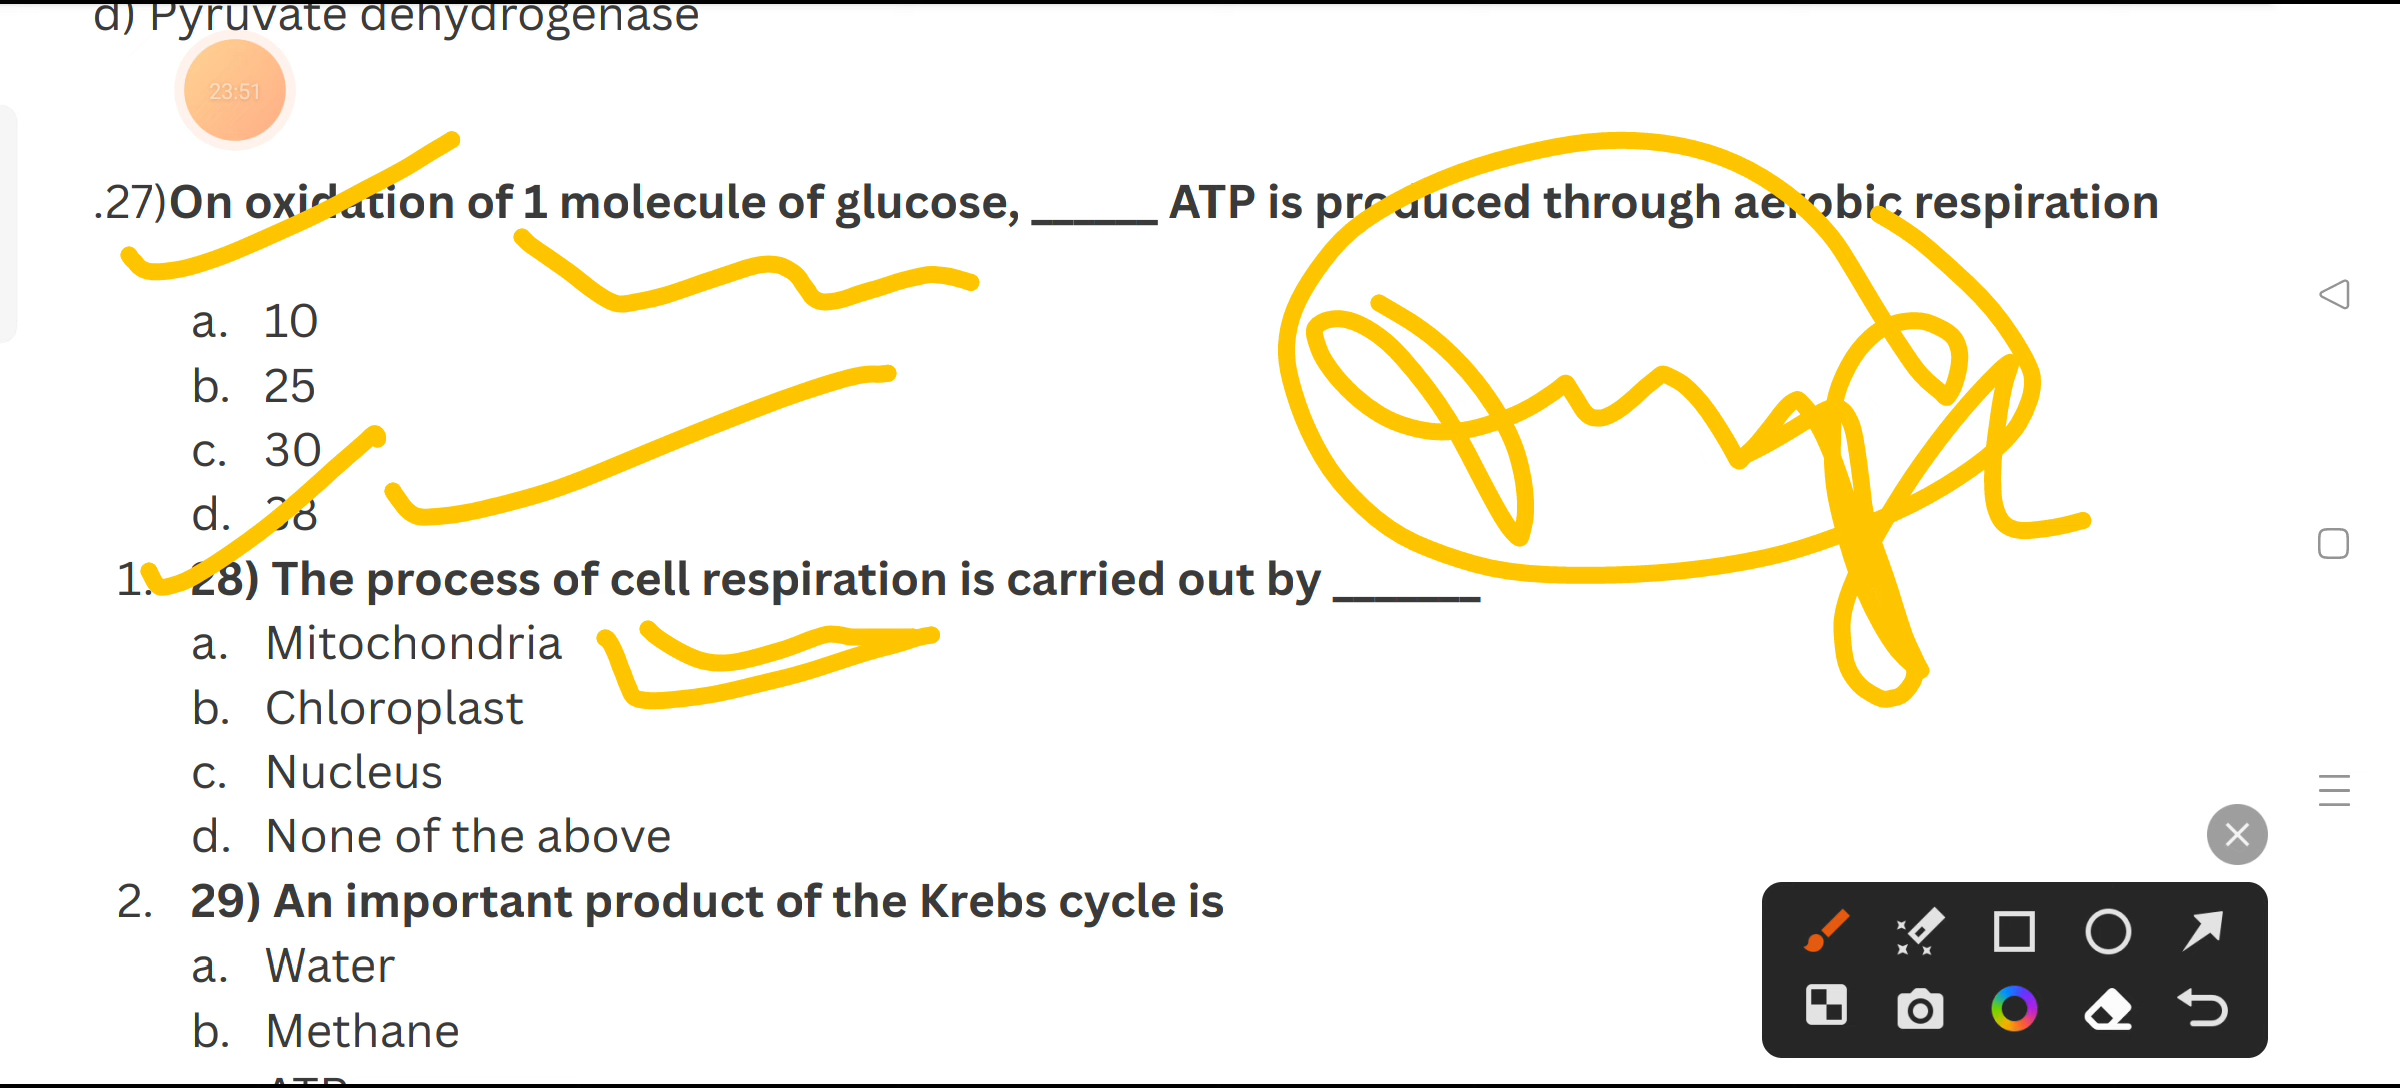 d) Pyruvate dehydrogenase
23:51
.27)On oxidation of 1 molecule of glucose, ______ ATP is produced through aerobic respiration
a. 10
b. 25
c. 30
d. 38
1. 28) The process of cell respiration is carried out by _______
a. Mitochondria
b. Chloroplast
c. Nucleus
d. None of the above
2. 29) An important product of the Krebs cycle is
a. Water
b. Methane
ATP